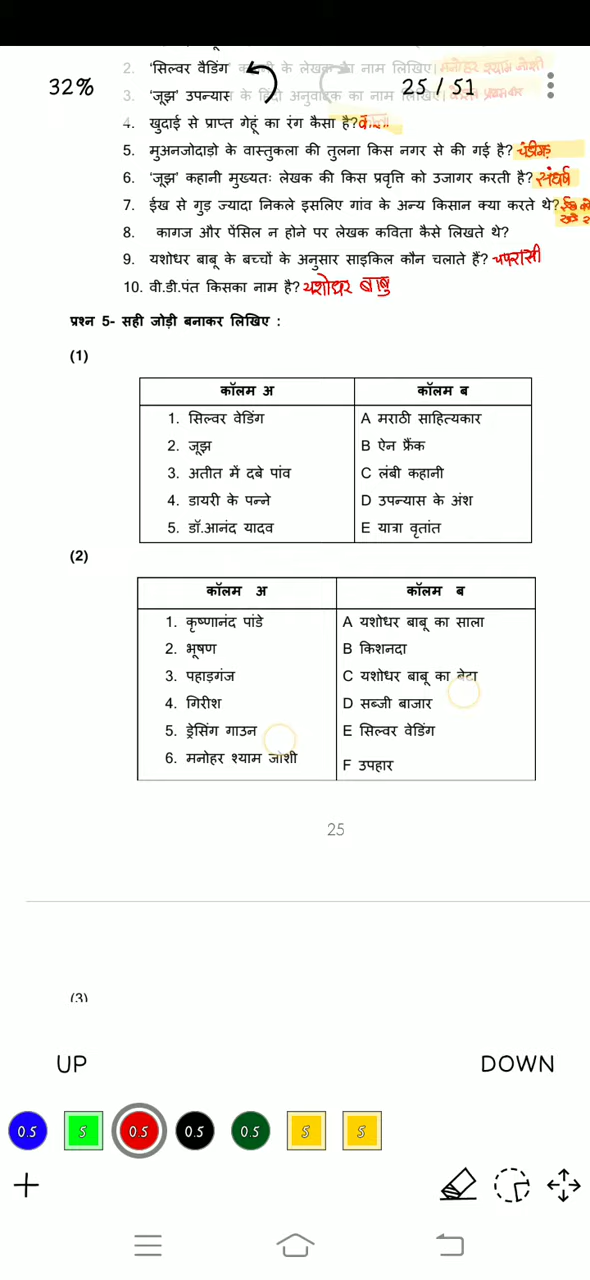 32%
25 / 51
2. 'सिल्वर वैडिंग' के लेखक का नाम लिखिए| मनोहर श्याम जोशी
3. 'जूझ' उपन्यास के हिंदी अनुवादक का नाम लिखिए|
4. खुदाई से प्राप्त गेहूं का रंग कैसा है?
5. मुअनजोदाड़ो के वास्तुकला की तुलना किस नगर से की गई है? चंडीगढ़
6. 'जूझ' कहानी मुख्यतः लेखक की किस प्रवृत्ति को उजागर करती है? संघर्ष
7. ईख से गुड़ ज्यादा निकले इसलिए गांव के अन्य किसान क्या करते थे?
8. कागज और पेंसिल न होने पर लेखक कविता कैसे लिखते थे?
9. यशोधर बाबू के बच्चों के अनुसार साइकिल कौन चलाते हैं? चपरासी
10. वी.डी.पंत किसका नाम है? यशोधर बाबु
प्रश्न 5- सही जोड़ी बनाकर लिखिए :
(1)
कॉलम अ कॉलम ब
1. सिल्वर वेडिंग A मराठी साहित्यकार
2. जूझ B ऐन फ्रैंक
3. अतीत में दबे पांव C लंबी कहानी
4. डायरी के पन्ने D उपन्यास के अंश
5. डॉ.आनंद यादव E यात्रा वृतांत
(2)
कॉलम अ कॉलम ब
1. कृष्णानंद पांडे A यशोधर बाबू का साला
2. भूषण B किशनदा
3. पहाड़गंज C यशोधर बाबू का बेटा
4. गिरीश D सब्जी बाजार
5. ड्रेसिंग गाउन E सिल्वर वेडिंग
6. मनोहर श्याम जोशी F उपहार
25
(3)
UP DOWN
0.5 5 0.5 0.5 0.5 5 5